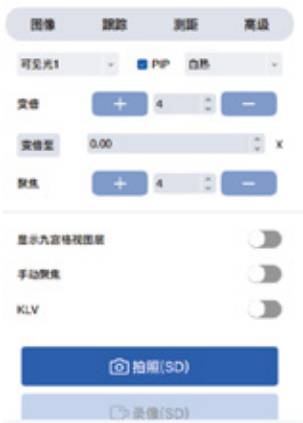 图像 跟踪 测距 高级
可见光1 PIP 白热
变倍 + 4 −
变倍至 0.00 x
聚焦 + 4 −
显示九宫格视图层
手动聚焦
KLV
拍照(SD)
录像(SD)